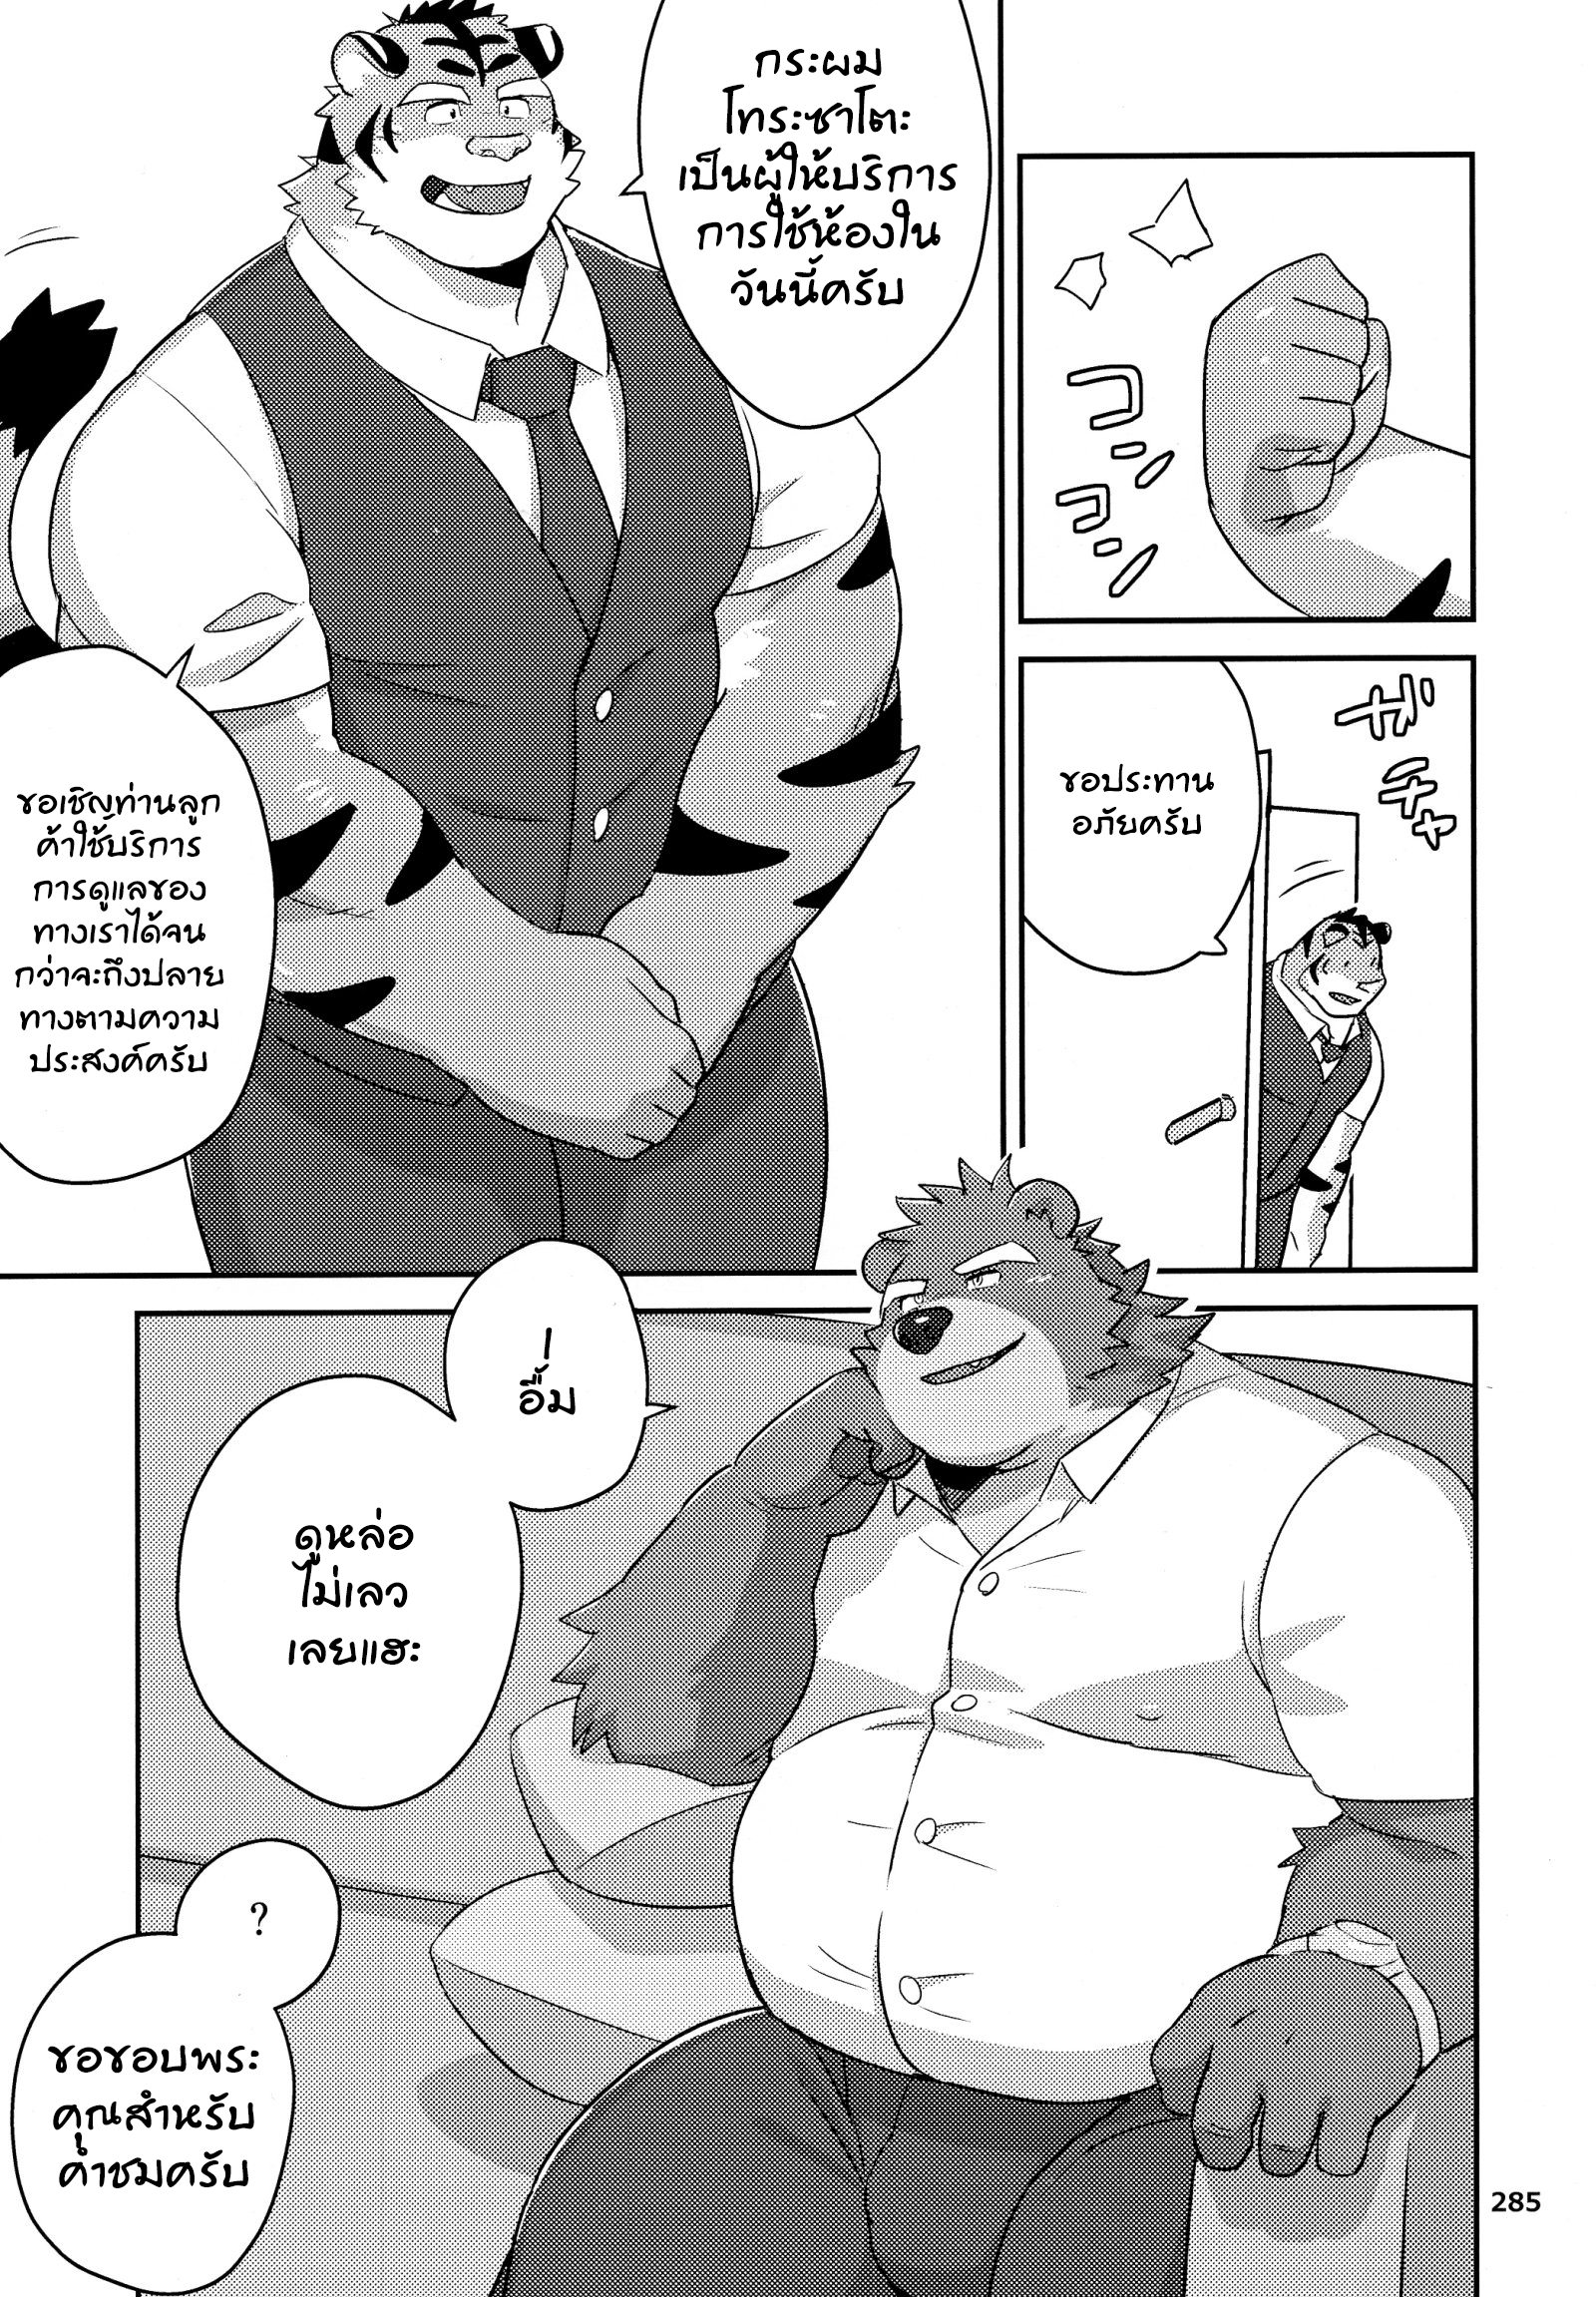 コン
コン
ガ
チャ
ขอประทาน
อภัยครับ
กระผม
โทระซาโตะ
เป็นผู้ให้บริการ
การใช้ห้องใน
วันนี้ครับ
ขอเชิญท่านลูก
ค้าใช้บริการ
การดูแลของ
ทางเราได้จน
กว่าจะถึงปลาย
ทางตามความ
ประสงค์ครับ
อื้ม
ดูหล่อ
ไม่เลว
เลยแฮะ
?
ขอขอบพระ
คุณสำหรับ
คำชมครับ
285